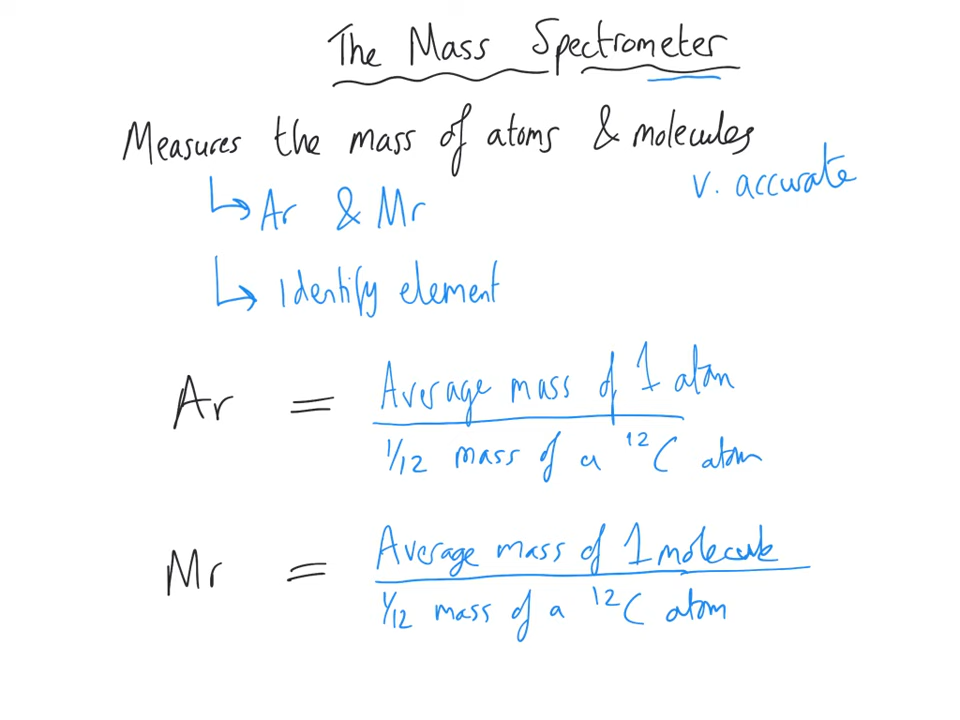 The Mass Spectrometer
Measures the mass of atoms & molecules
v. accurate
↳ Ar & Mr
↳ Identify element
Ar = Average mass of 1 atom
1/12 mass of a ¹²C atom
Mr = Average mass of 1 molecule
1/12 mass of a ¹²C atom